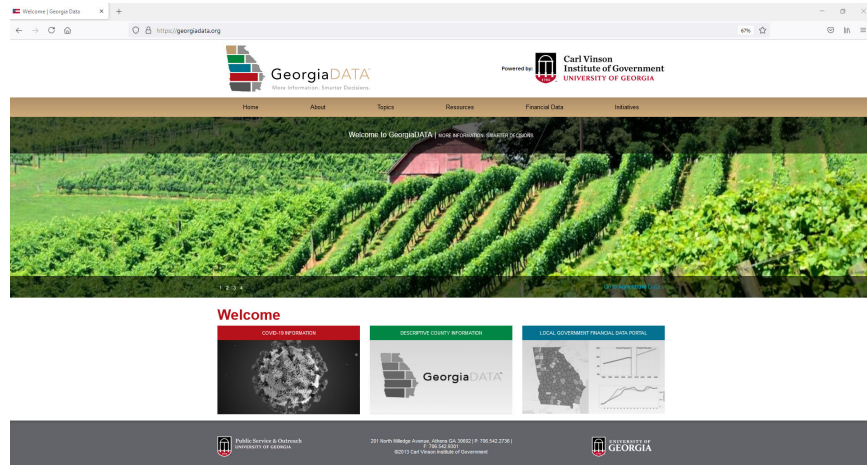 Welcome | Georgia Data
https://georgiadata.org
67%
GeorgiaDATA
More Information. Smarter Decisions.
Powered by:
Carl Vinson
Institute of Government
UNIVERSITY OF GEORGIA
Home About Topics Resources Financial Data Initiatives
Welcome to GeorgiaDATA | MORE INFORMATION. SMARTER DECISIONS.
1 2 3 4
Welcome
COVID-19 INFORMATION
DESCRIPTIVE COUNTY INFORMATION
LOCAL GOVERNMENT FINANCIAL DATA PORTAL
GeorgiaDATA
Public Service & Outreach
UNIVERSITY OF GEORGIA
201 North Milledge Avenue, Athens GA 30602 | P: 706.542.2736 |
F: 706.542.9301
©2013 Carl Vinson Institute of Government
UNIVERSITY OF
GEORGIA